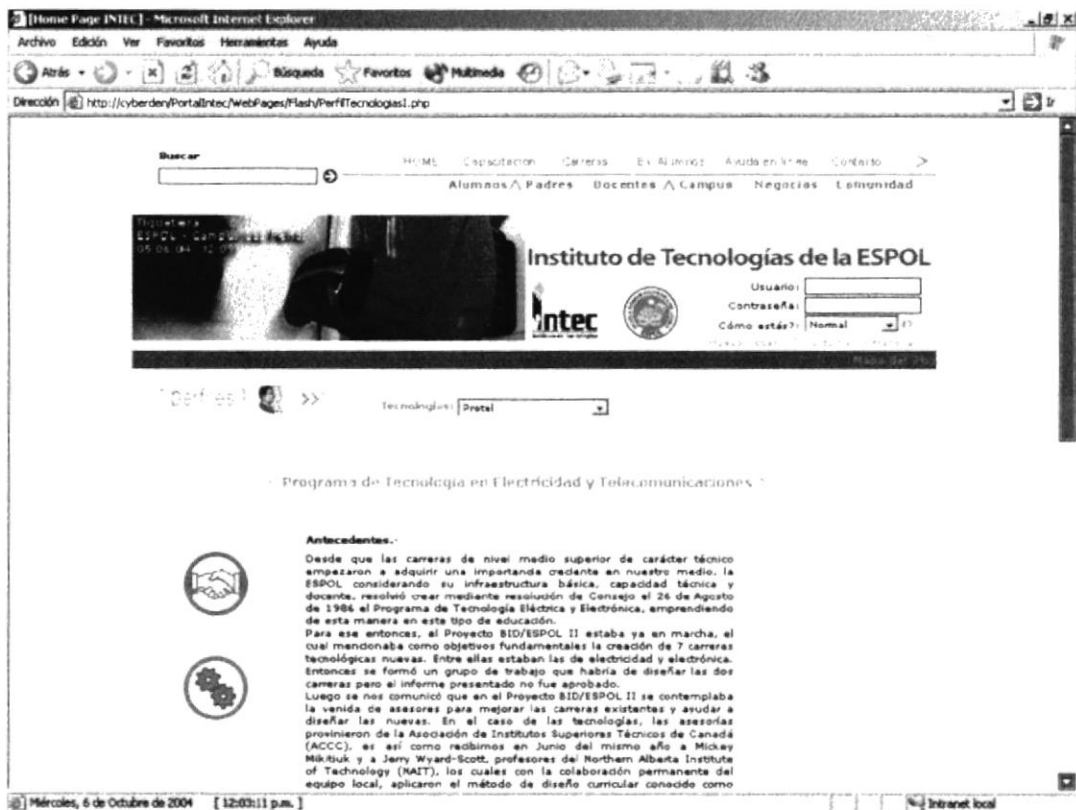 [Home Page INTEC] - Microsoft Internet Explorer
Archivo Edición Ver Favoritos Herramientas Ayuda
Atrás Búsqueda Favoritos Multimedia
Dirección http://cyberden/PortalIntec/WebPages/Flash/PerfilTecnologias1.php Ir
Buscar
HOME Capacitacion Carreras Ex Alumnos Ayuda en linea Contacto >
Alumnos Padres Docentes Campus Negocios Comunidad
Tiquetera
ESPOL - Campus
05.06.04
Instituto de Tecnologías de la ESPOL
Usuario:
Contraseña:
intec
Cómo estás?: Normal
Mapa del
perfiles >>
Tecnologías: Protel
Programa de Tecnología en Electricidad y Telecomunicaciones
Antecedentes.-
Desde que las carreras de nivel medio superior de carácter técnico
empezaron a adquirir una importancia creciente en nuestro medio, la
ESPOL considerando su infraestructura básica, capacidad técnica y
docente, resolvió crear mediante resolución de Consejo el 26 de Agosto
de 1986 el Programa de Tecnología Eléctrica y Electrónica, emprendiendo
de esta manera en este tipo de educación.
Para ese entonces, el Proyecto BID/ESPOL II estaba ya en marcha, el
cual mencionaba como objetivos fundamentales la creación de 7 carreras
tecnológicas nuevas. Entre ellas estaban las de electricidad y electrónica.
Entonces se formó un grupo de trabajo que habría de diseñar las dos
carreras pero el informe presentado no fue aprobado.
Luego se nos comunicó que en el Proyecto BID/ESPOL II se contemplaba
la venida de asesores para mejorar las carreras existentes y ayudar a
diseñar las nuevas. En el caso de las tecnologías, las asesorías
provinieron de la Asociación de Institutos Superiores Técnicos de Canadá
(ACCC), es así como recibimos en Junio del mismo año a Mickey
Mikitiuk y a Jerry Wyard-Scott, profesores del Northern Alberta Institute
of Technology (NAIT), los cuales con la colaboración permanente del
equipo local, aplicaron el método de diseño curricular conocido como
Miércoles, 6 de Octubre de 2004 [ 12:03:11 p.m. ] Intranet local